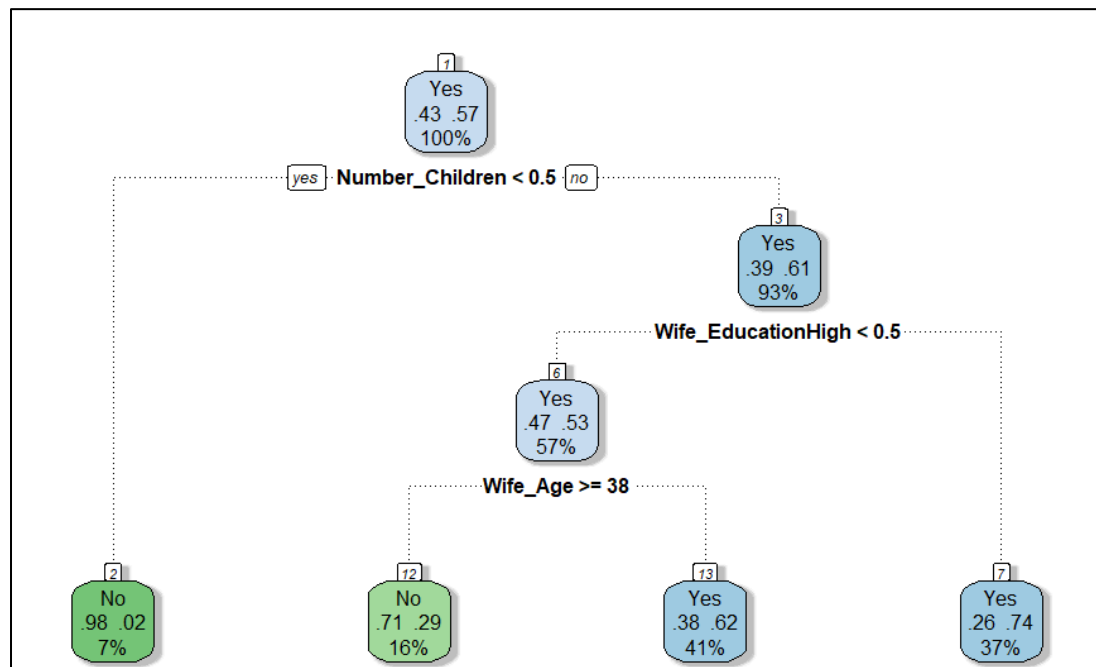 1
Yes
.43 .57
100%
yes Number_Children < 0.5 no
3
Yes
.39 .61
93%
Wife_EducationHigh < 0.5
6
Yes
.47 .53
57%
Wife_Age >= 38
2
No
.98 .02
7%
12
No
.71 .29
16%
13
Yes
.38 .62
41%
7
Yes
.26 .74
37%